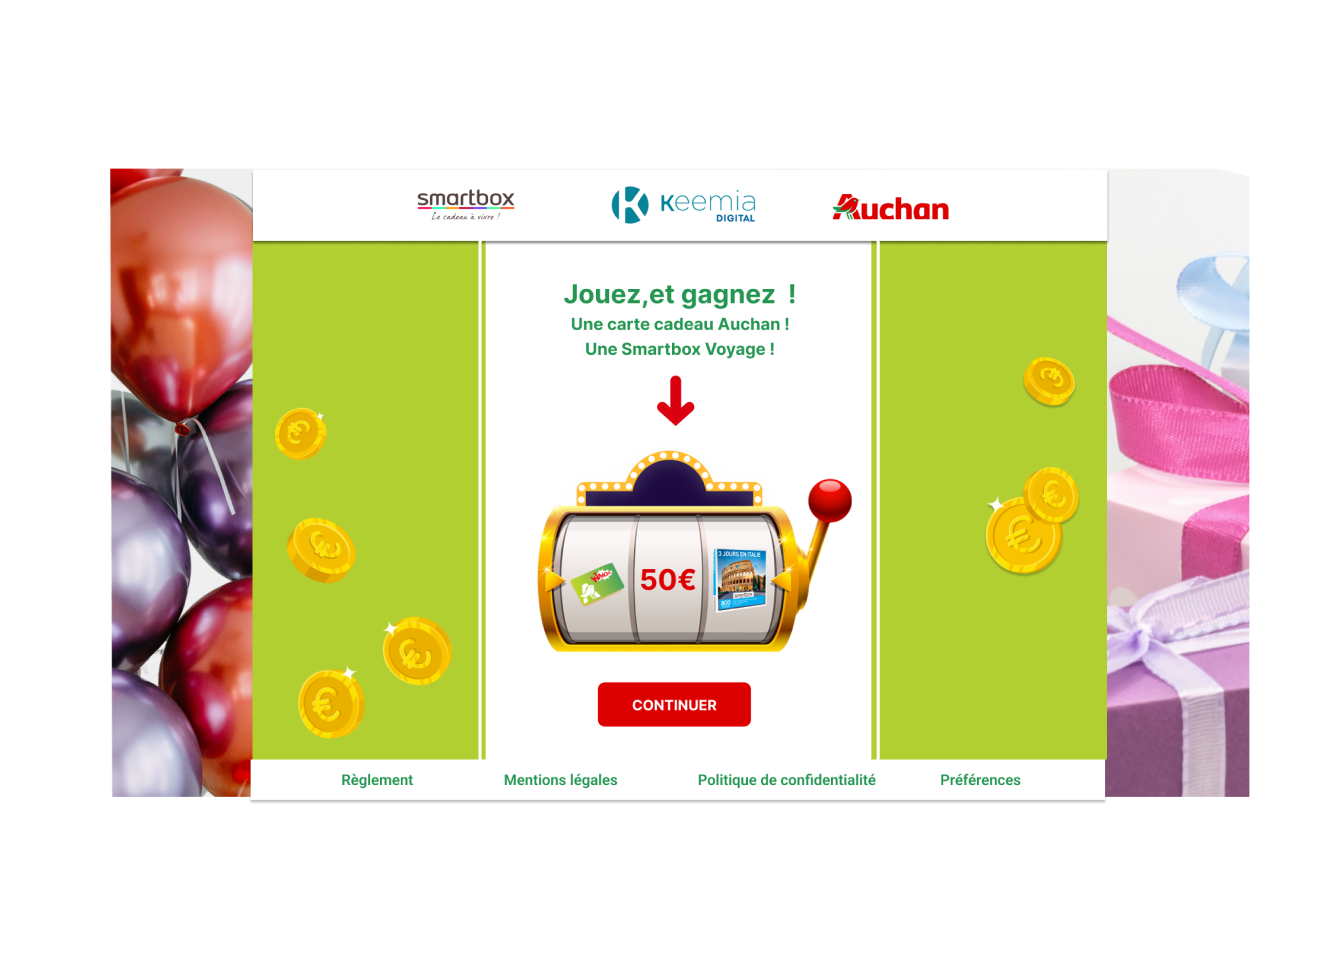 smartbox
Le cadeau à vivre !
Keemia
DIGITAL
Auchan
Jouez,et gagnez !
Une carte cadeau Auchan !
Une Smartbox Voyage !
50€
3 JOURS EN ITALIE
smartbox
CONTINUER
Règlement
Mentions légales
Politique de confidentialité
Préférences